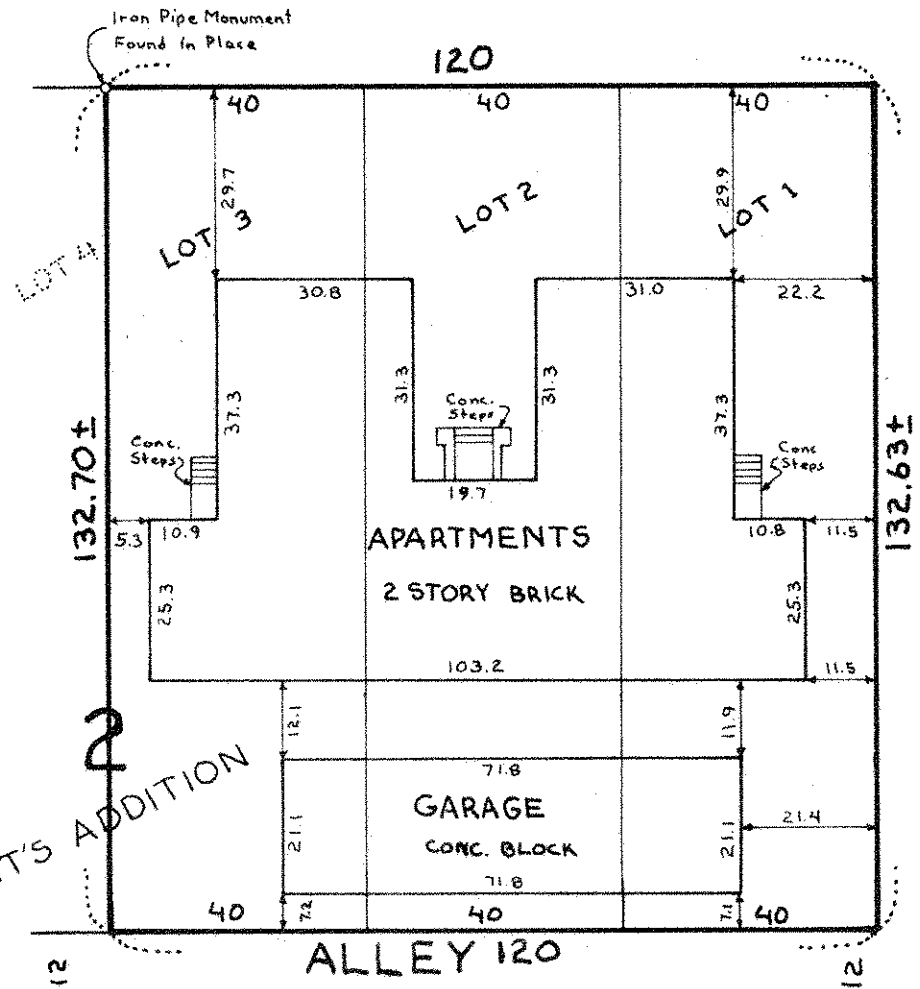 Iron Pipe Monument
Found in Place
120
40
40
40
29.7
29.9
LOT 4
LOT 3
LOT 2
LOT 1
30.8
31.0
22.2
37.3
31.3
31.3
37.3
Conc.
Steps
Conc.
Steps
Conc
Steps
132.70±
132.63±
19.7
5.3
10.9
10.8
11.5
APARTMENTS
2 STORY BRICK
25.3
25.3
103.2
11.5
12.1
11.9
2
71.8
T'S ADDITION
GARAGE
CONC. BLOCK
21.1
21.1
21.4
71.8
7.2
7.1
40
40
40
ALLEY 120
12
12